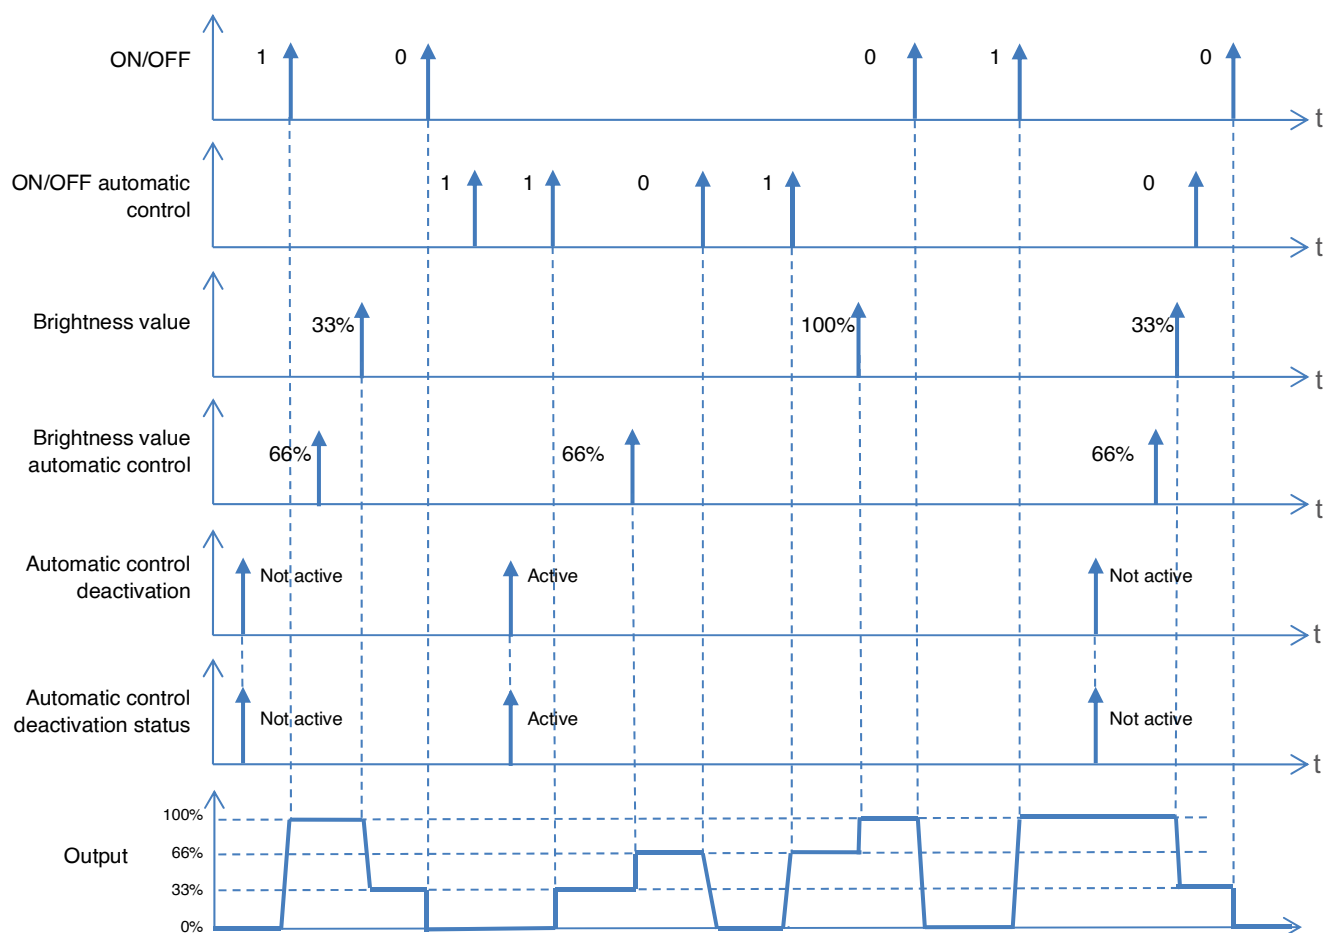 ON/OFF
1
0
0
1
0
t
ON/OFF automatic
control
1
1
0
1
0
t
Brightness value
33%
100%
33%
t
Brightness value
automatic control
66%
66%
66%
t
Automatic control
deactivation
Not active
Active
Not active
t
Automatic control
deactivation status
Not active
Active
Not active
t
Output
100%
66%
33%
0%